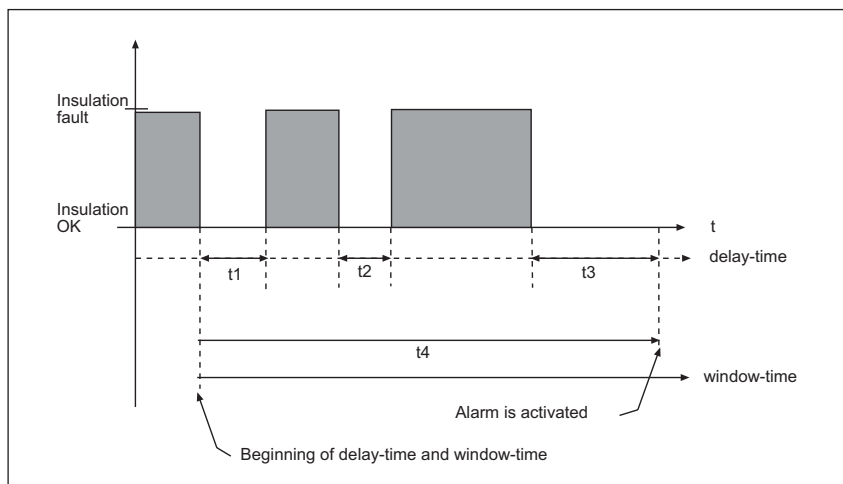 Insulation
fault
Insulation
OK
t
delay-time
t1
t2
t3
t4
window-time
Alarm is activated
Beginning of delay-time and window-time